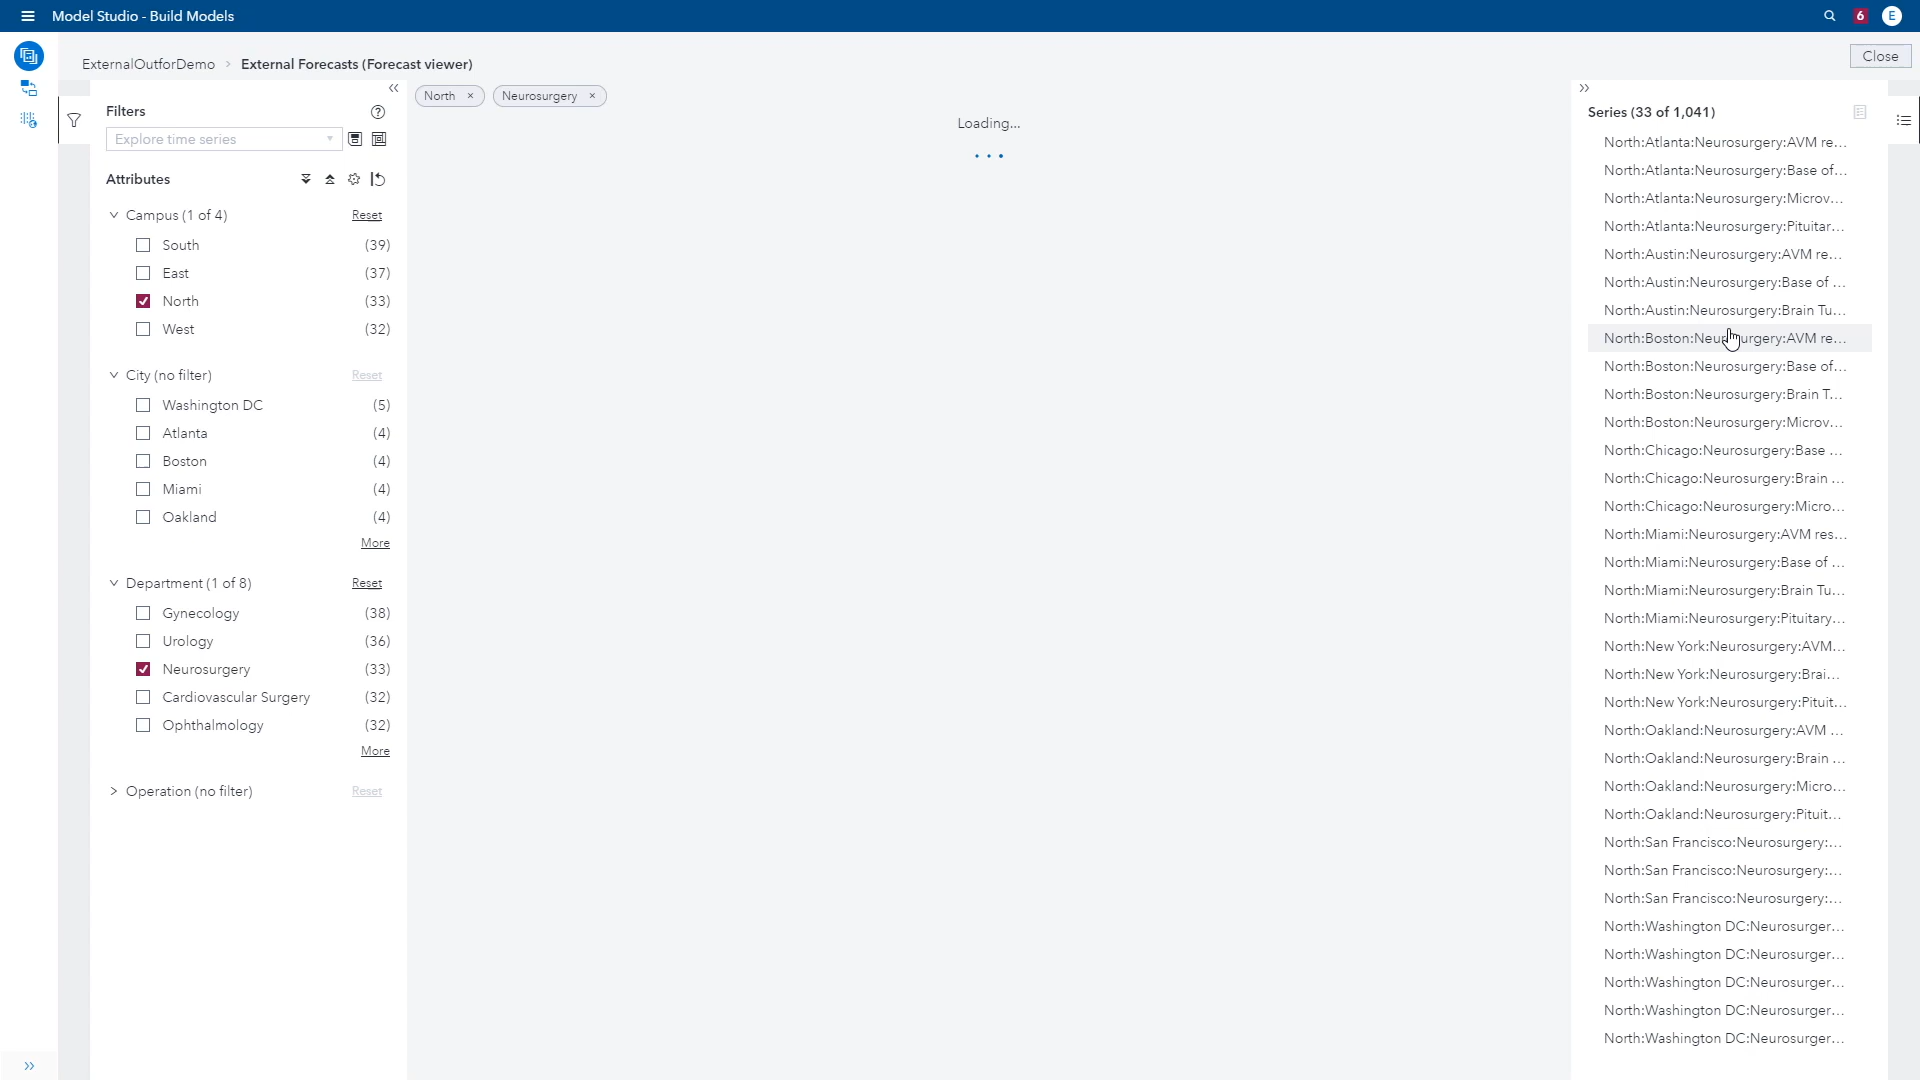 Model Studio - Build Models
6
E
ExternalOutforDemo > External Forecasts (Forecast viewer)
Close
Filters
Explore time series
Attributes
Campus (1 of 4) Reset
South (39)
East (37)
North (33)
West (32)
City (no filter) Reset
Washington DC (5)
Atlanta (4)
Boston (4)
Miami (4)
Oakland (4)
More
Department (1 of 8) Reset
Gynecology (38)
Urology (36)
Neurosurgery (33)
Cardiovascular Surgery (32)
Ophthalmology (32)
More
Operation (no filter) Reset
North × Neurosurgery ×
Loading...
Series (33 of 1,041)
North:Atlanta:Neurosurgery:AVM re...
North:Atlanta:Neurosurgery:Base of...
North:Atlanta:Neurosurgery:Microv...
North:Atlanta:Neurosurgery:Pituitar...
North:Austin:Neurosurgery:AVM re...
North:Austin:Neurosurgery:Base of ...
North:Austin:Neurosurgery:Brain Tu...
North:Boston:Neurosurgery:AVM re...
North:Boston:Neurosurgery:Base of...
North:Boston:Neurosurgery:Brain T...
North:Boston:Neurosurgery:Microv...
North:Chicago:Neurosurgery:Base ...
North:Chicago:Neurosurgery:Brain ...
North:Chicago:Neurosurgery:Micro...
North:Miami:Neurosurgery:AVM res...
North:Miami:Neurosurgery:Base of ...
North:Miami:Neurosurgery:Brain Tu...
North:Miami:Neurosurgery:Pituitary...
North:New York:Neurosurgery:AVM...
North:New York:Neurosurgery:Brai...
North:New York:Neurosurgery:Pituit...
North:Oakland:Neurosurgery:AVM ...
North:Oakland:Neurosurgery:Brain ...
North:Oakland:Neurosurgery:Micro...
North:Oakland:Neurosurgery:Pituit...
North:San Francisco:Neurosurgery:...
North:San Francisco:Neurosurgery:...
North:San Francisco:Neurosurgery:...
North:Washington DC:Neurosurger...
North:Washington DC:Neurosurger...
North:Washington DC:Neurosurger...
North:Washington DC:Neurosurger...
North:Washington DC:Neurosurger...